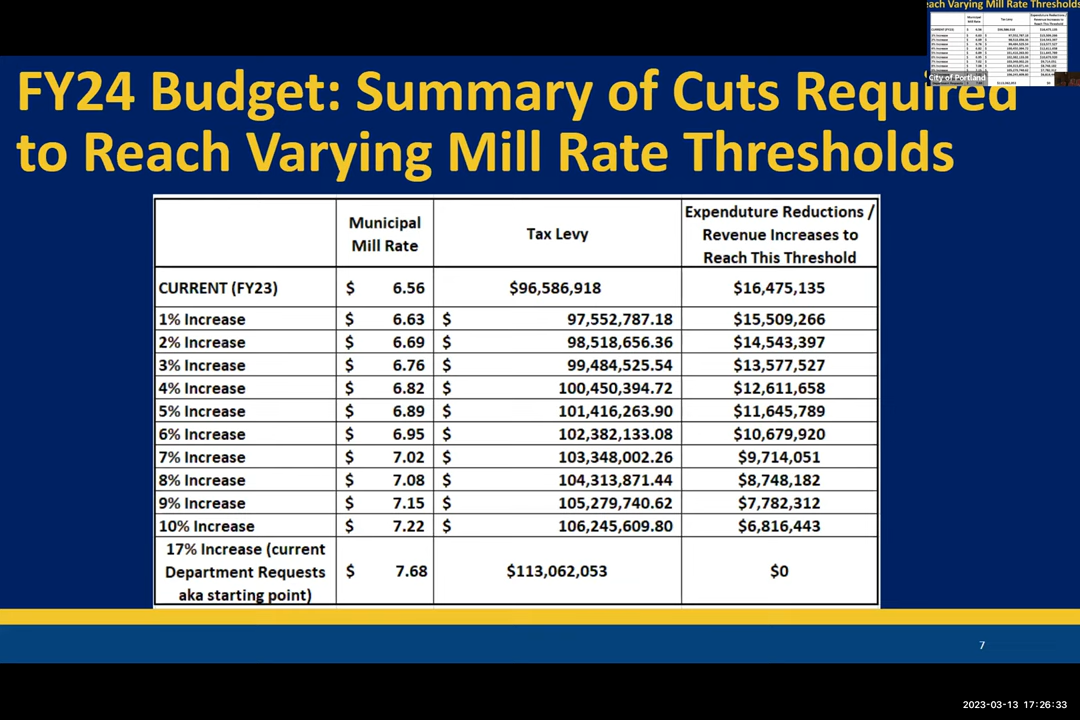 FY24 Budget: Summary of Cuts Required
to Reach Varying Mill Rate Thresholds
Municipal Mill Rate | Tax Levy | Expenduture Reductions / Revenue Increases to Reach This Threshold
CURRENT (FY23) $ 6.56 $96,586,918 $16,475,135
1% Increase $ 6.63 $ 97,552,787.18 $15,509,266
2% Increase $ 6.69 $ 98,518,656.36 $14,543,397
3% Increase $ 6.76 $ 99,484,525.54 $13,577,527
4% Increase $ 6.82 $ 100,450,394.72 $12,611,658
5% Increase $ 6.89 $ 101,416,263.90 $11,645,789
6% Increase $ 6.95 $ 102,382,133.08 $10,679,920
7% Increase $ 7.02 $ 103,348,002.26 $9,714,051
8% Increase $ 7.08 $ 104,313,871.44 $8,748,182
9% Increase $ 7.15 $ 105,279,740.62 $7,782,312
10% Increase $ 7.22 $ 106,245,609.80 $6,816,443
17% Increase (current
Department Requests $ 7.68 $113,062,053 $0
aka starting point)
7
City of Portland
2023-03-13 17:26:33